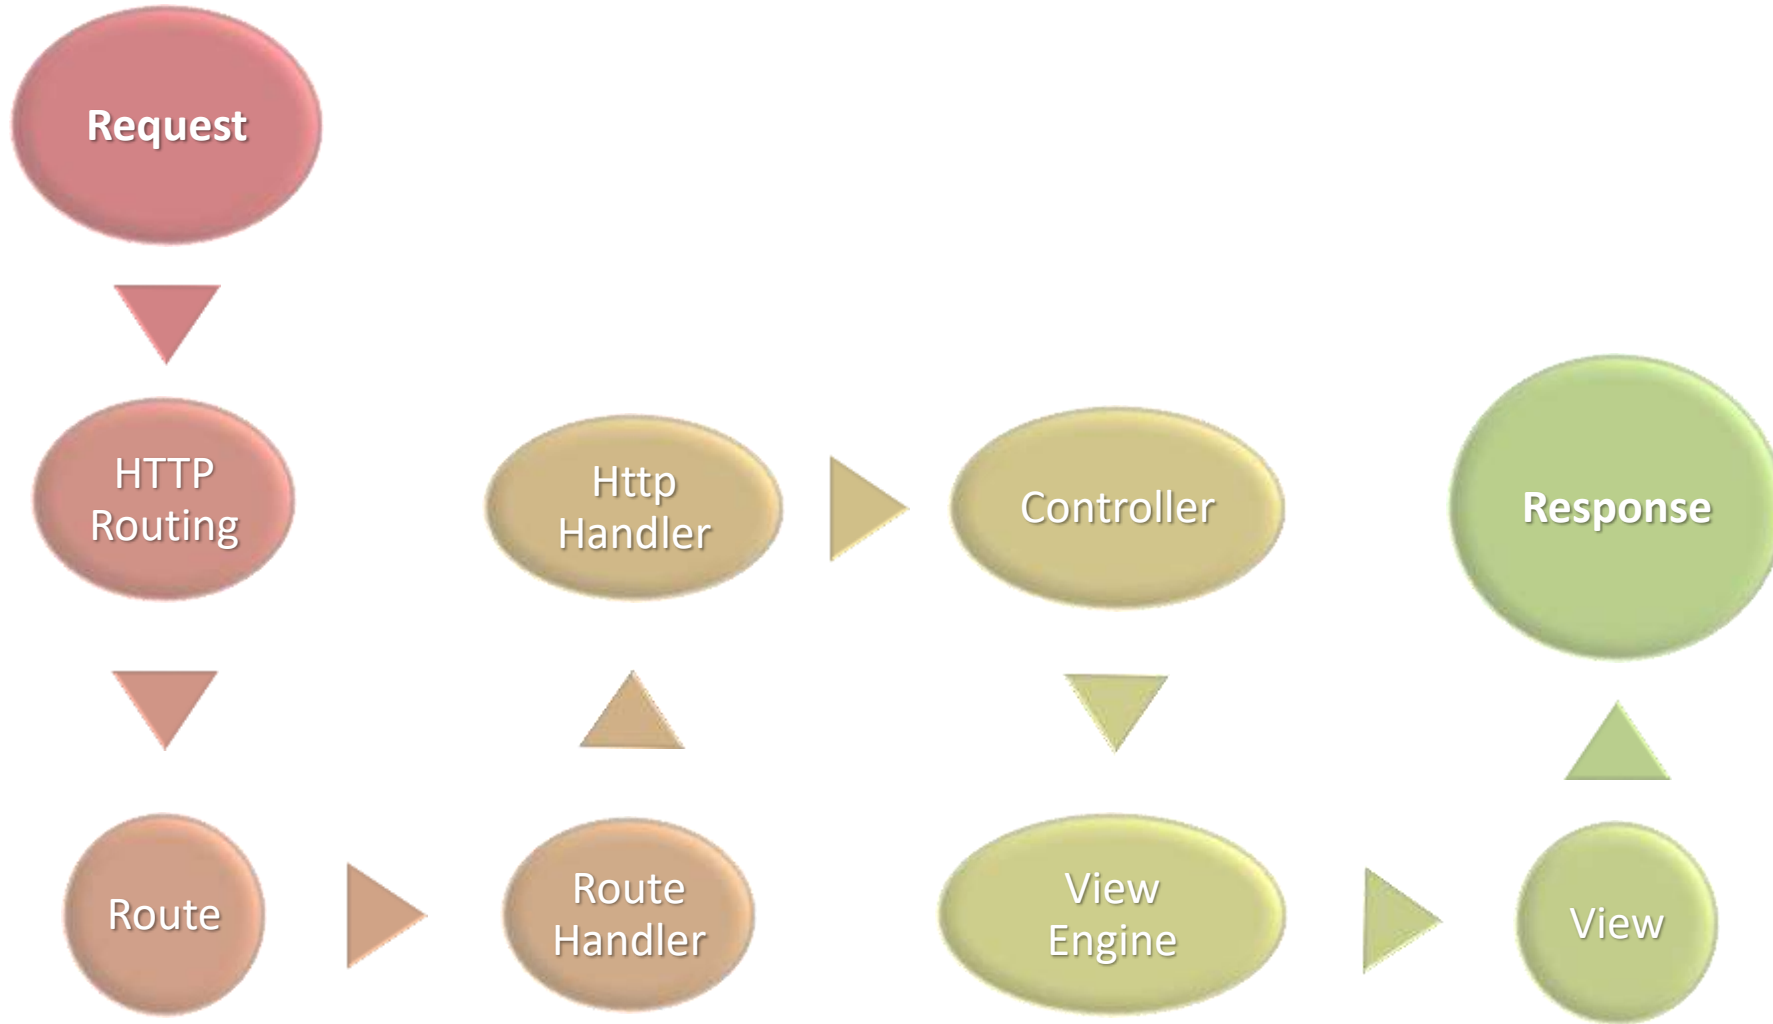 Request
HTTP
Routing
Route
Route
Handler
Http
Handler
Controller
View
Engine
View
Response